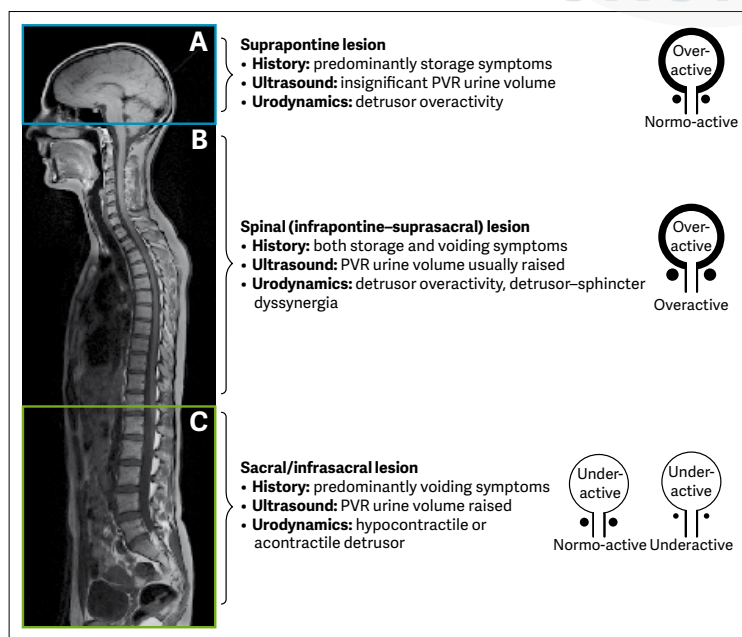 A
Suprapontine lesion
• History: predominantly storage symptoms
• Ultrasound: insignificant PVR urine volume
• Urodynamics: detrusor overactivity
Over-
active
Normo-active
B
Spinal (infrapontine–suprasacral) lesion
• History: both storage and voiding symptoms
• Ultrasound: PVR urine volume usually raised
• Urodynamics: detrusor overactivity, detrusor–sphincter
dyssynergia
Over-
active
Overactive
C
Sacral/infrasacral lesion
• History: predominantly voiding symptoms
• Ultrasound: PVR urine volume raised
• Urodynamics: hypocontractile or
acontractile detrusor
Under-
active
Normo-active
Under-
active
Underactive